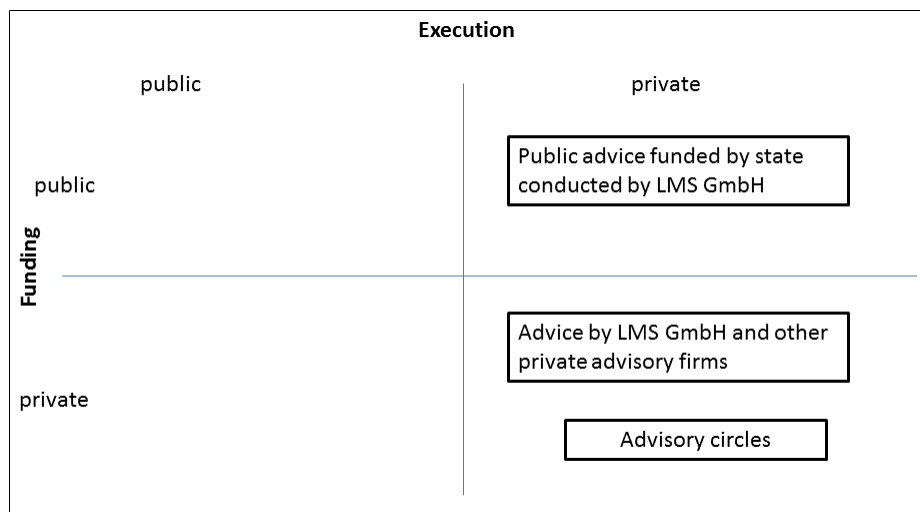 Execution
public
private
Public advice funded by state
conducted by LMS GmbH
public
Funding
Advice by LMS GmbH and other
private advisory firms
private
Advisory circles